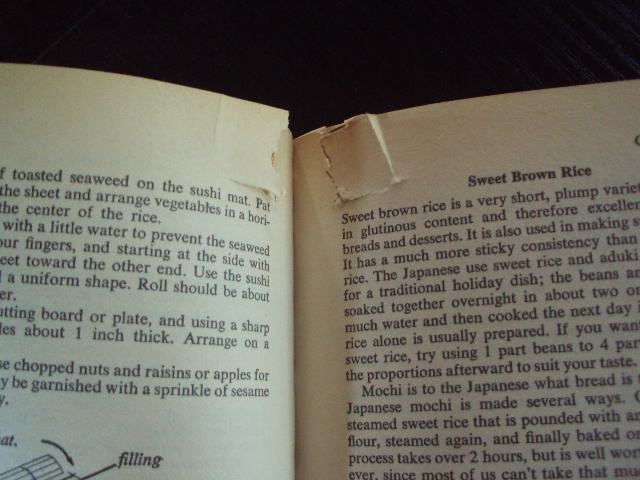 f toasted seaweed on the sushi mat. Pat
the sheet and arrange vegetables in a hori-
the center of the rice.
with a little water to prevent the seaweed
our fingers, and starting at the side with
eet toward the other end. Use the sushi
a uniform shape. Roll should be about
er.
utting board or plate, and using a sharp
les about 1 inch thick. Arrange on a
se chopped nuts and raisins or apples for
y be garnished with a sprinkle of sesame
y.
nat.
filling
Sweet Brown Rice
Sweet brown rice is a very short, plump variet
in glutinous content and therefore excellen
breads and desserts. It is also used in making s
It has a much more sticky consistency than
rice. The Japanese use sweet rice and aduki
for a traditional holiday dish; the beans a
soaked together overnight in about two or
much water and then cooked the next day i
rice alone is usually prepared. If you wan
sweet rice, try using 1 part beans to 4 par
the proportions afterward to suit your taste.
Mochi is to the Japanese what bread is
Japanese mochi is made several ways.
steamed sweet rice that is pounded with an
flour, steamed again, and finally baked o
process takes over 2 hours, but is well wor
ever, since most of us can't take that muc